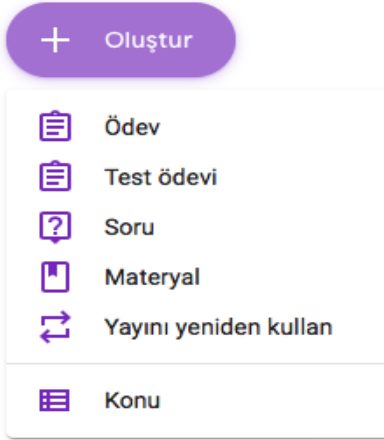 Oluştur
Ödev
Test ödevi
Soru
Materyal
Yayını yeniden kullan
Konu